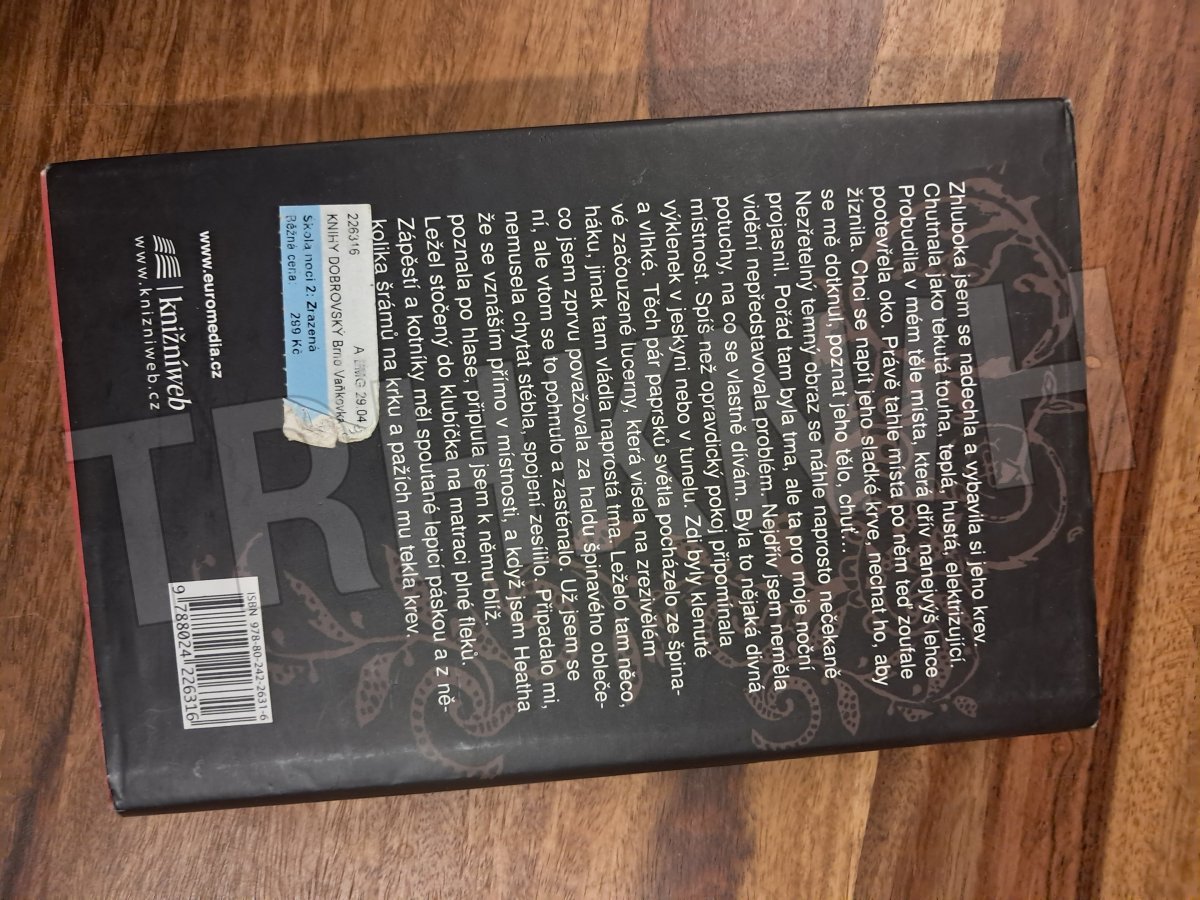 Zhluboka jsem se nadechla a vybavila si jeho krev.
Chutnala jako tekutá touha, teplá, hustá, elektrizující.
Probudila v mém těle místa, která dřív nanejvýš lehce
pootevřela oko. Právě tahle místa po něm teď zoufale
žíznila. Chci se napít jeho sladké krve, nechat ho, aby
se mě dotknul, poznat jeho tělo, chuť...
Nezřetelný temný obraz se náhle naprosto nečekaně
projasnil. Pořád tam byla tma, ale ta pro moje noční
vidění nepředstavovala problém. Nejdřív jsem neměla
potuchy, na co se vlastně dívám. Byla to nějaká divná
místnost. Spíš než opravdický pokoj připomínala
výklenek v jeskyni nebo v tunelu. Zdi byly klenuté
a vlhké. Těch pár paprsků světla pocházelo ze špina-
vé začouzené lucerny, která visela na zrezivělém
háku, jinak tam vládla naprostá tma. Leželo tam něco,
co jsem zprvu považovala za haldu špinavého obleče-
ní, ale vtom se to pohnulo a zasténalo. Už jsem se
nemusela chytat stébla, spojení zesílilo. Připadalo mi,
že se vznáším přímo v místnosti, a když jsem Heatha
poznala po hlase, připlula jsem k němu blíž.
Ležel stočený do klubíčka na matraci plné fleků.
Zápěstí a kotníky měl spoutané lepicí páskou a z ně-
kolika šrámů na krku a pažích mu tekla krev.
226316 A EMG 29.04
KNIHY DOBROVSKÝ Brno Vaňkovka
Škola noci 2: Zrazená
Běžná cena: 299 Kč
www.euromedia.cz
knižníweb
www.knizniweb.cz
ISBN 978-80-242-2631-6
9 788024 226316
TRHKNIH